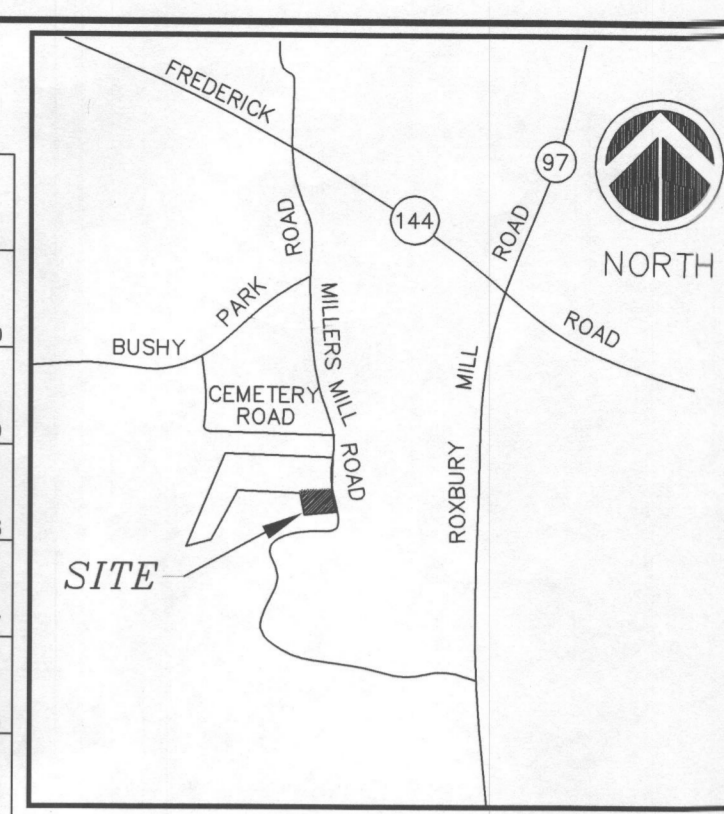 FREDERICK
ROAD
97
144
ROAD
NORTH
PARK
BUSHY
MILLERS MILL
ROAD
MILL
ROAD
CEMETERY
ROAD
ROXBURY
SITE